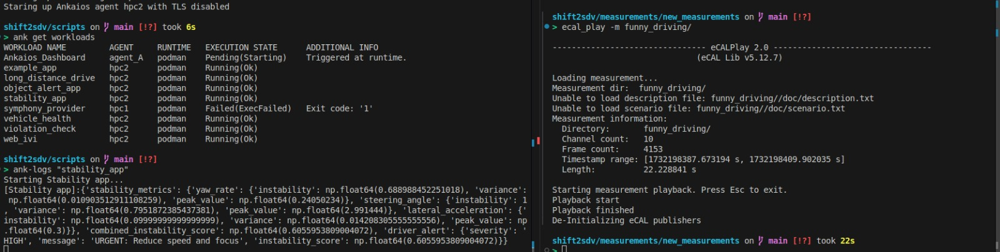 Staring up Ankaios agent hpc2 with TLS disabled
shift2sdv/scripts on main [!?] took 6s
> ank get workloads
WORKLOAD NAME AGENT RUNTIME EXECUTION STATE ADDITIONAL INFO
Ankaios_Dashboard agent_A podman Pending(Starting) Triggered at runtime.
example_app hpc2 podman Running(Ok)
long_distance_drive hpc2 podman Running(Ok)
object_alert_app hpc2 podman Running(Ok)
stability_app hpc2 podman Running(Ok)
symphony_provider hpc1 podman Failed(ExecFailed) Exit code: '1'
vehicle_health hpc2 podman Running(Ok)
violation_check hpc2 podman Running(Ok)
web_ivi hpc2 podman Running(Ok)
shift2sdv/scripts on main [!?]
> ank-logs "stability_app"
Starting Stability app...
[Stability app]:{'stability_metrics': {'yaw_rate': {'instability': np.float64(0.688988452251018), 'variance':
np.float64(0.010903512911108259), 'peak_value': np.float64(0.24050234)}, 'steering_angle': {'instability': 1
, 'variance': np.float64(0.7951872385437381), 'peak_value': np.float64(2.991444)}, 'lateral_acceleration': {'
instability': np.float64(0.09999999999999999), 'variance': np.float64(0.014208305555555556), 'peak_value': np
.float64(0.3)}}, 'combined_instability_score': np.float64(0.6055953809004072), 'driver_alert': {'severity': '
HIGH', 'message': 'URGENT: Reduce speed and focus', 'instability_score': np.float64(0.6055953809004072)}}
shift2sdv/measurements/new_measurements on main [!?]
> ecal_play -m funny_driving/
-------------------------------- eCALPlay 2.0 ---------------------------------
(eCAL Lib v5.12.7)
Loading measurement...
Measurement dir: funny_driving/
Unable to load description file: funny_driving//doc/description.txt
Unable to load scenario file: funny_driving//doc/scenario.txt
Measurement information:
Directory: funny_driving/
Channel count: 10
Frame count: 4153
Timestamp range: [1732198387.673194 s, 1732198409.902035 s]
Length: 22.228841 s
Starting measurement playback. Press Esc to exit.
Playback start
Playback finished
De-Initializing eCAL publishers
shift2sdv/measurements/new_measurements on main [!?] took 22s
>